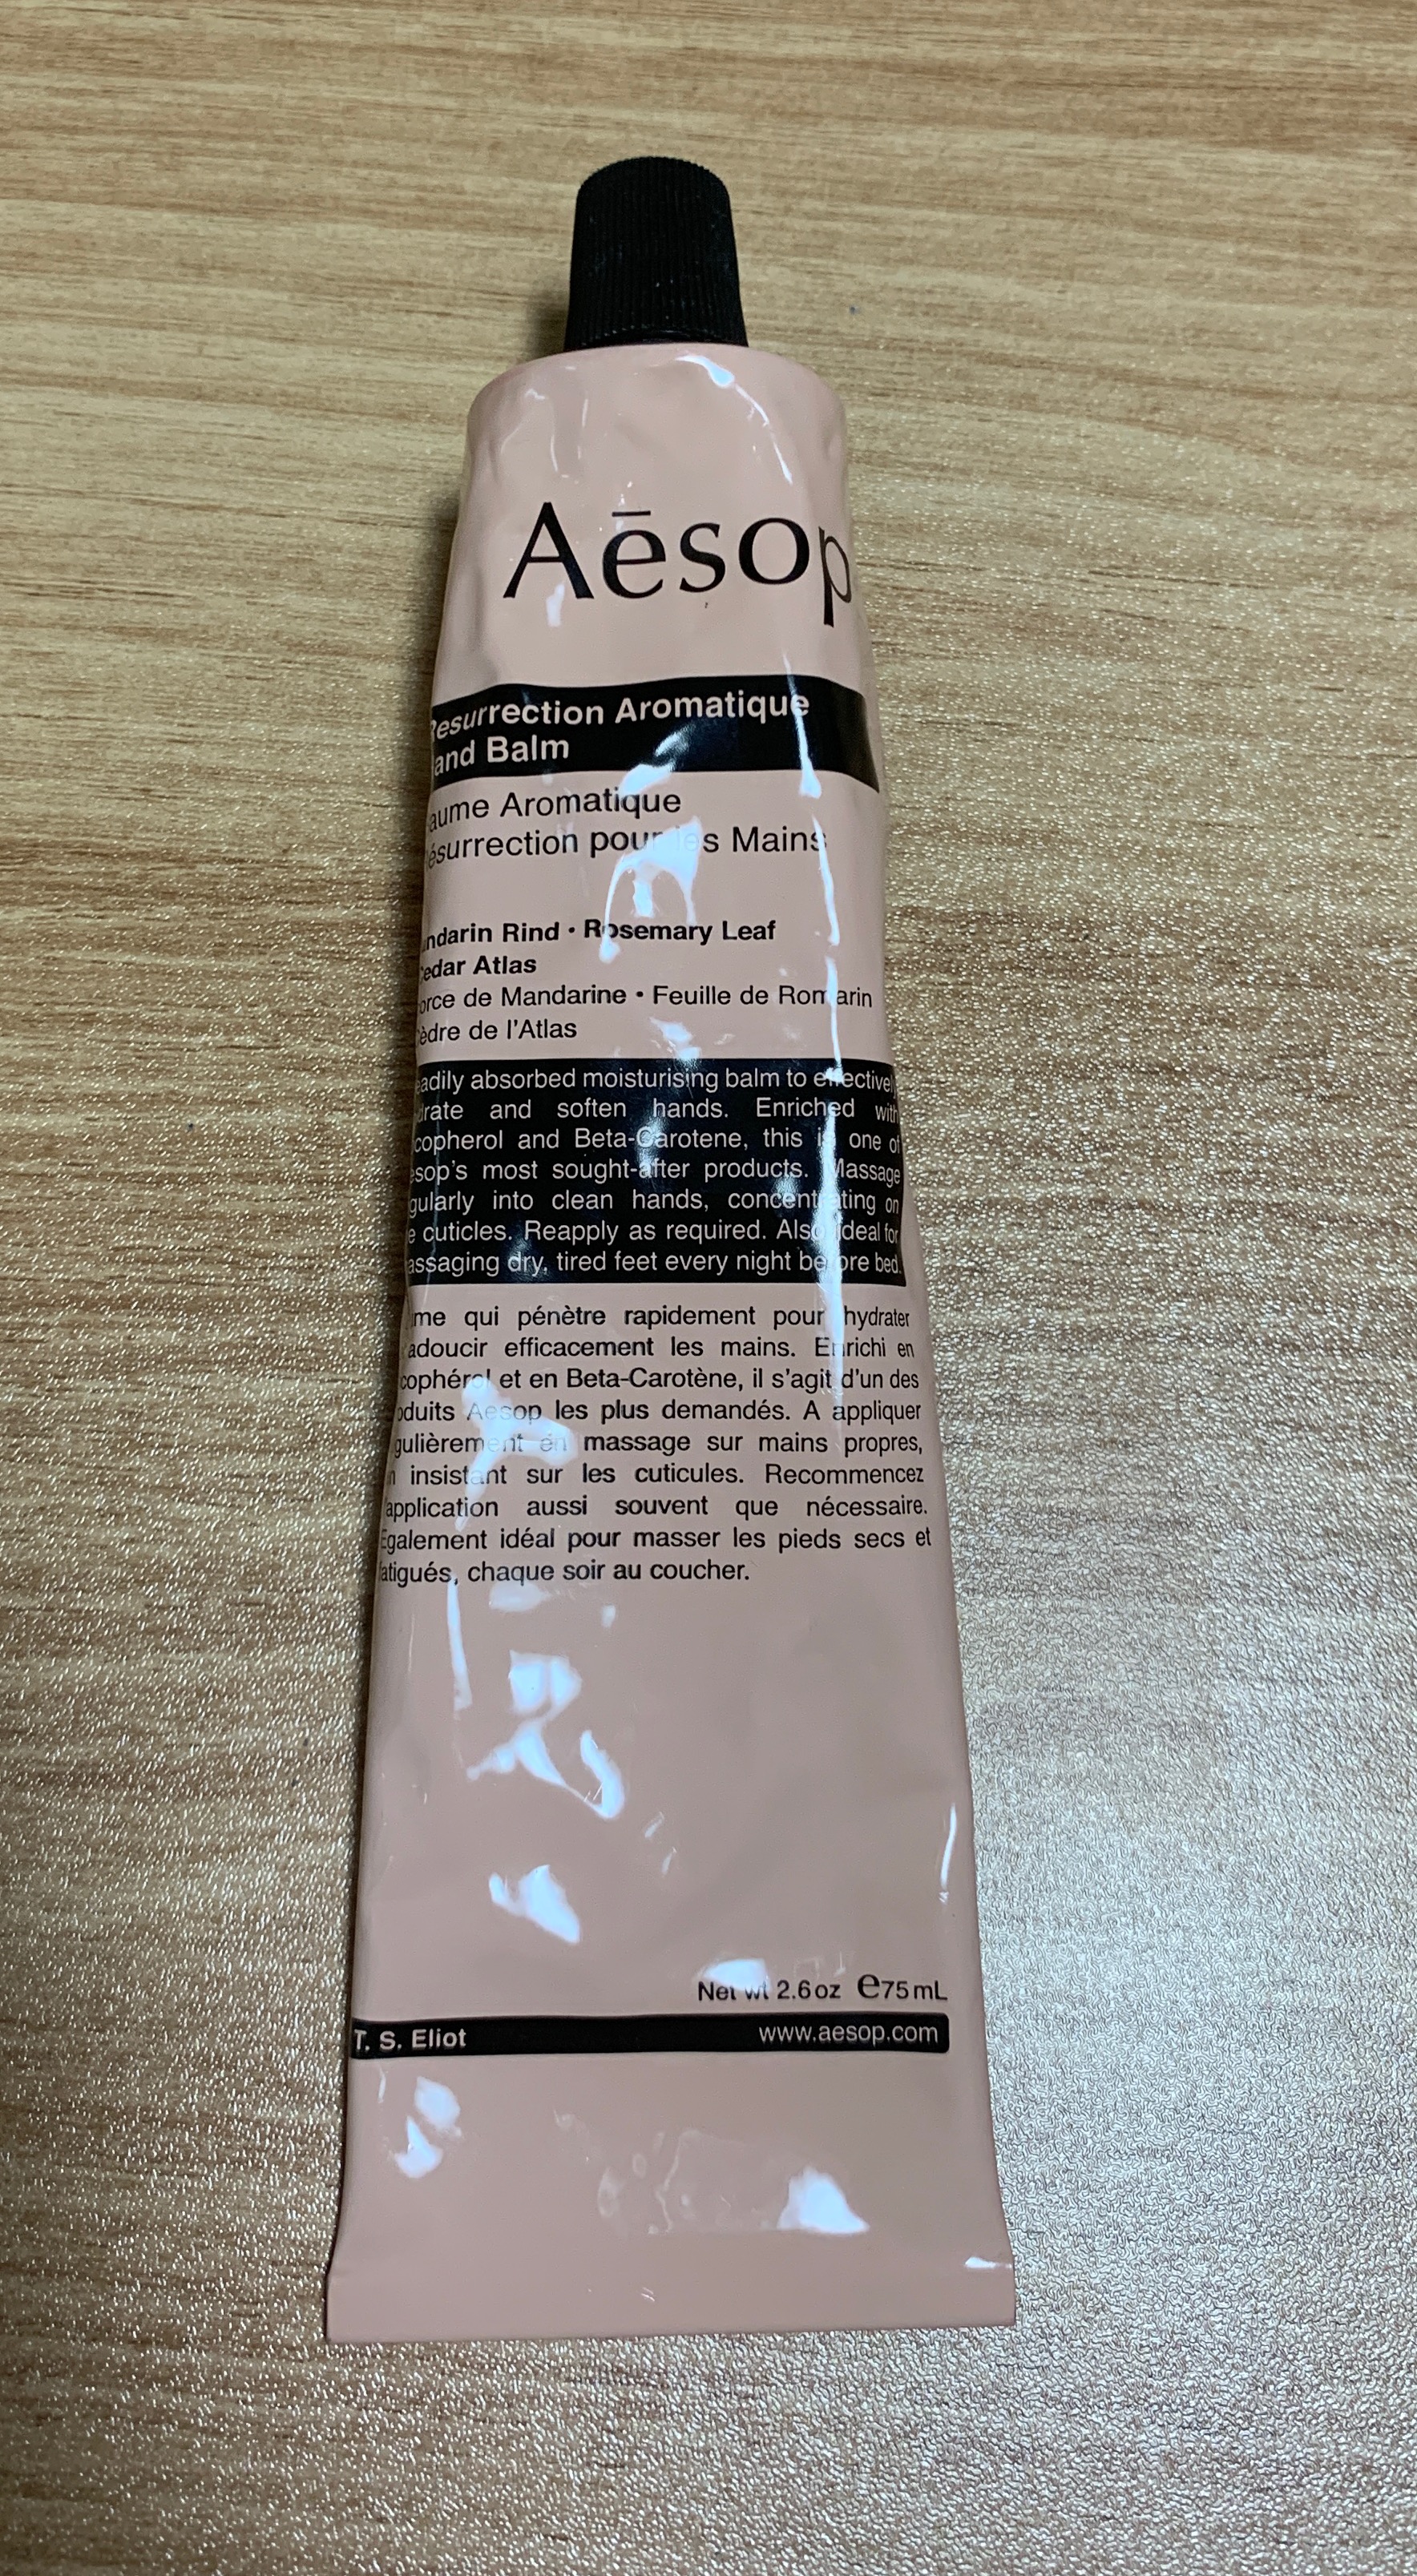 Aēsop
Resurrection Aromatique
and Balm
aume Aromatique
ésurrection pour les Mains
ndarin Rind • Rosemary Leaf
edar Atlas
orce de Mandarine • Feuille de Romarin
èdre de l'Atlas
adily absorbed moisturising balm to effectively
drate and soften hands. Enriched with
copherol and Beta-Carotene, this is one of
esop's most sought-after products. Massage
gularly into clean hands, concentrating on
e cuticles. Reapply as required. Also ideal for
assaging dry, tired feet every night before bed.
me qui pénètre rapidement pour hydrater
adoucir efficacement les mains. Enrichi en
cophérol et en Beta-Carotène, il s'agit d'un des
oduits Aesop les plus demandés. A appliquer
gulièrement en massage sur mains propres,
n insistant sur les cuticules. Recommencez
application aussi souvent que nécessaire.
Egalement idéal pour masser les pieds secs et
atigués, chaque soir au coucher.
Net wt 2.6 oz ℮75 mL
T. S. Eliot www.aesop.com